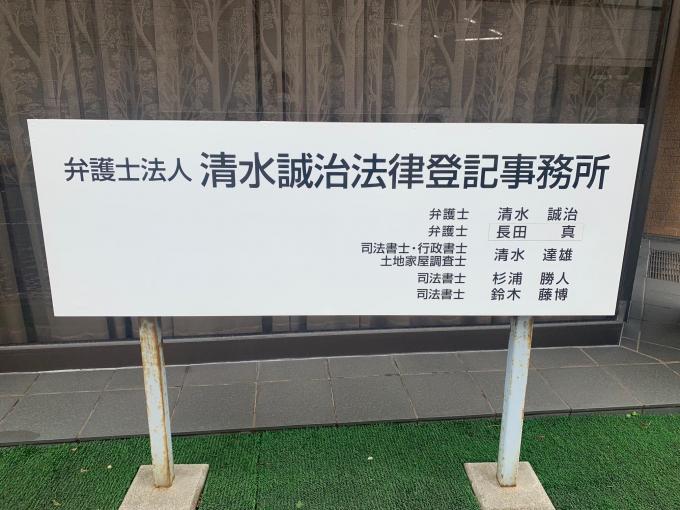 弁護士法人 清水誠治法律登記事務所
弁護士 清水 誠治
弁護士 長田 真
司法書士・行政書士
土地家屋調査士 清水 達雄
司法書士 杉浦 勝人
司法書士 鈴木 藤博